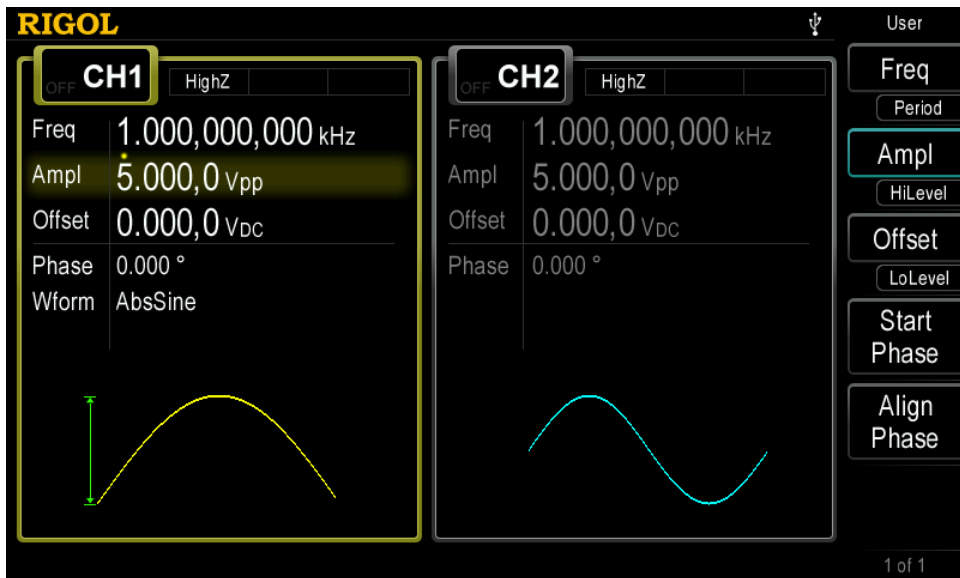 RIGOL
User
OFF CH1 HighZ
Freq 1.000,000,000 kHz
Ampl 5.000,0 Vpp
Offset 0.000,0 VDC
Phase 0.000 °
Wform AbsSine
OFF CH2 HighZ
Freq 1.000,000,000 kHz
Ampl 5.000,0 Vpp
Offset 0.000,0 VDC
Phase 0.000 °
Freq
Period
Ampl
HiLevel
Offset
LoLevel
Start
Phase
Align
Phase
1 of 1